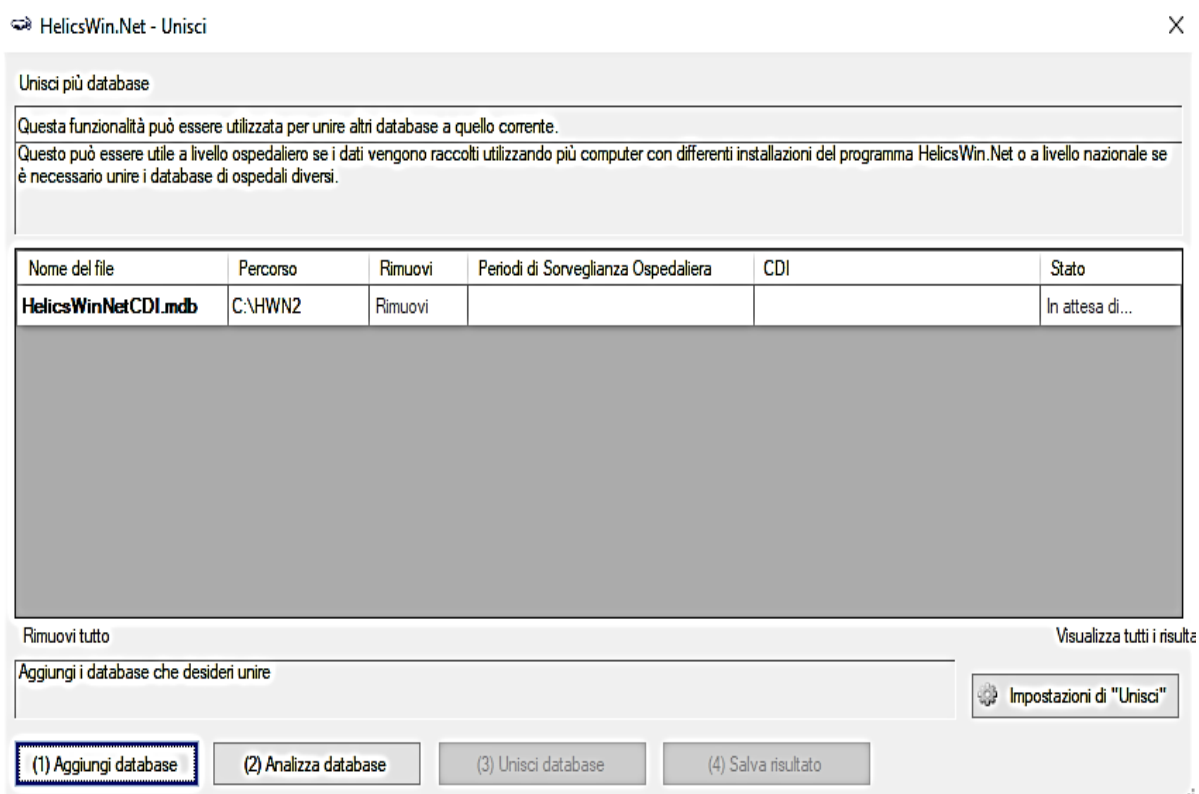 HelicsWin.Net - Unisci
Unisci più database
Questa funzionalità può essere utilizzata per unire altri database a quello corrente.
Questo può essere utile a livello ospedaliero se i dati vengono raccolti utilizzando più computer con differenti installazioni del programma HelicsWin.Net o a livello nazionale se
è necessario unire i database di ospedali diversi.
Nome del file Percorso Rimuovi Periodi di Sorveglianza Ospedaliera CDI Stato
HelicsWinNetCDI.mdb C:\HWN2 Rimuovi In attesa di...
Rimuovi tutto Visualizza tutti i risulta
Aggiungi i database che desideri unire
Impostazioni di "Unisci"
(1) Aggiungi database (2) Analizza database (3) Unisci database (4) Salva risultato